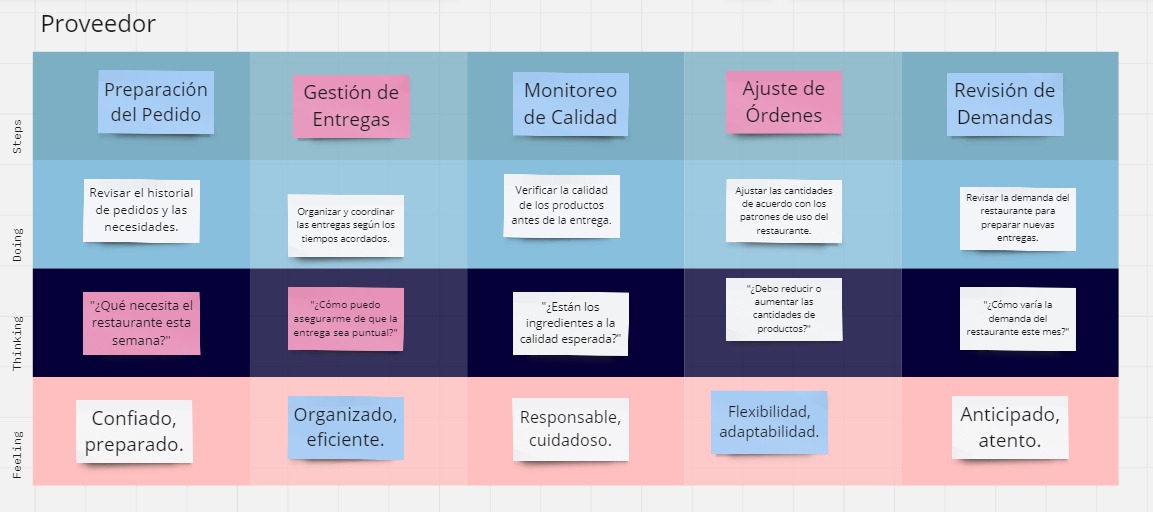 Proveedor
Steps
Preparación
del Pedido
Gestión de
Entregas
Monitoreo
de Calidad
Ajuste de
Órdenes
Revisión de
Demandas
Doing
Revisar el historial
de pedidos y las
necesidades.
Organizar y coordinar
las entregas según los
tiempos acordados.
Verificar la calidad
de los productos
antes de la entrega.
Ajustar las cantidades
de acuerdo con los
patrones de uso del
restaurante.
Revisar la demanda del
restaurante para
preparar nuevas
entregas.
Thinking
"¿Qué necesita el
restaurante esta
semana?"
"¿Cómo puedo
asegurarme de que la
entrega sea puntual?"
"¿Están los
ingredientes a la
calidad esperada?"
"¿Debo reducir o
aumentar las
cantidades de
productos?"
"¿Cómo varía la
demanda del
restaurante este mes?"
Feeling
Confiado,
preparado.
Organizado,
eficiente.
Responsable,
cuidadoso.
Flexibilidad,
adaptabilidad.
Anticipado,
atento.